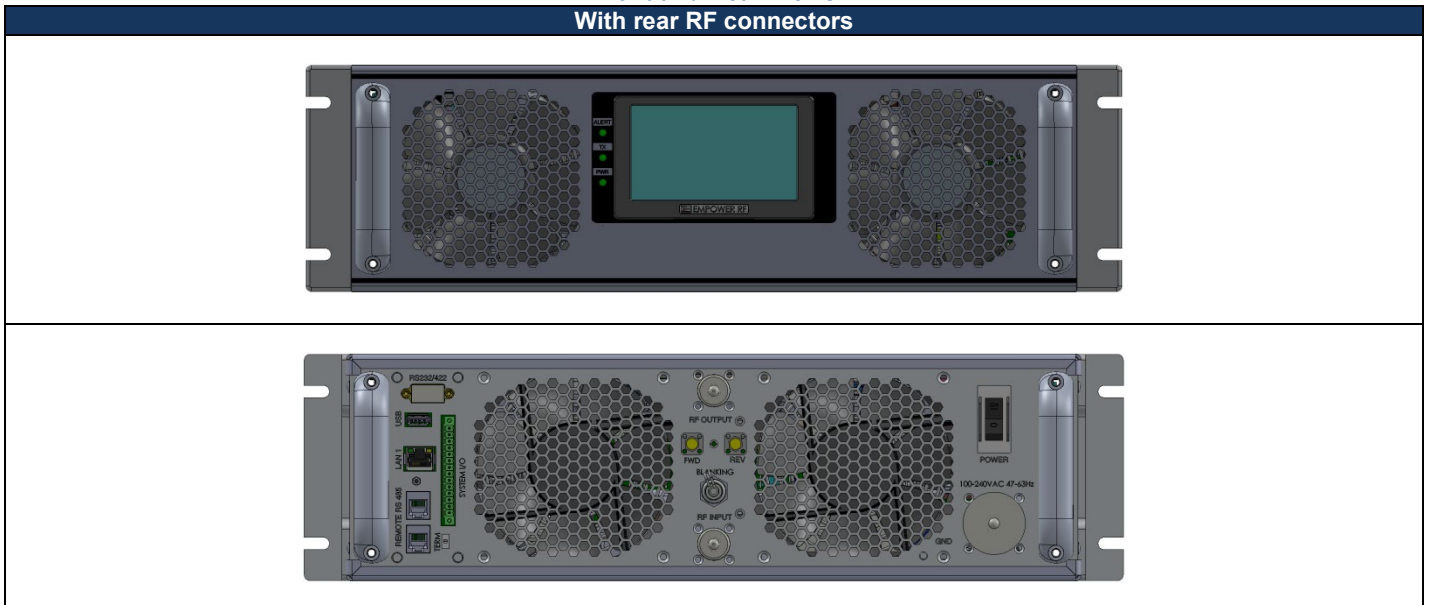 With rear RF connectors
ALERT
TX
PWR
EMPOWER RF
RS232/422
USB
LAN 1
REMOTE RS 485
TERM
SYSTEM I/O
RF OUTPUT
FWD
REV
BLANKING
RF INPUT
POWER
100-240VAC 47-63Hz
GND